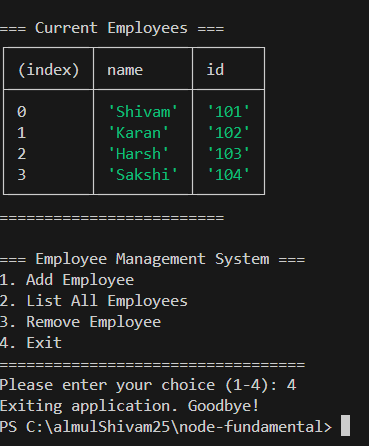 === Current Employees ===
(index) name id
0 'Shivam' '101'
1 'Karan' '102'
2 'Harsh' '103'
3 'Sakshi' '104'
=========================
=== Employee Management System ===
1. Add Employee
2. List All Employees
3. Remove Employee
4. Exit
==================================
Please enter your choice (1-4): 4
Exiting application. Goodbye!
PS C:\almulShivam25\node-fundamental>